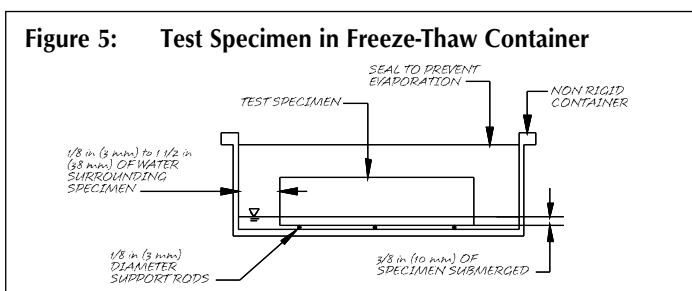 Figure 5: Test Specimen in Freeze-Thaw Container
SEAL TO PREVENT
EVAPORATION
NON RIGID
CONTAINER
TEST SPECIMEN
1/8 in (3 mm) to 1 1/2 in
(38 mm) OF WATER
SURROUNDING
SPECIMEN
1/8 in (3 mm)
DIAMETER
SUPPORT RODS
3/8 in (10 mm) OF
SPECIMEN SUBMERGED